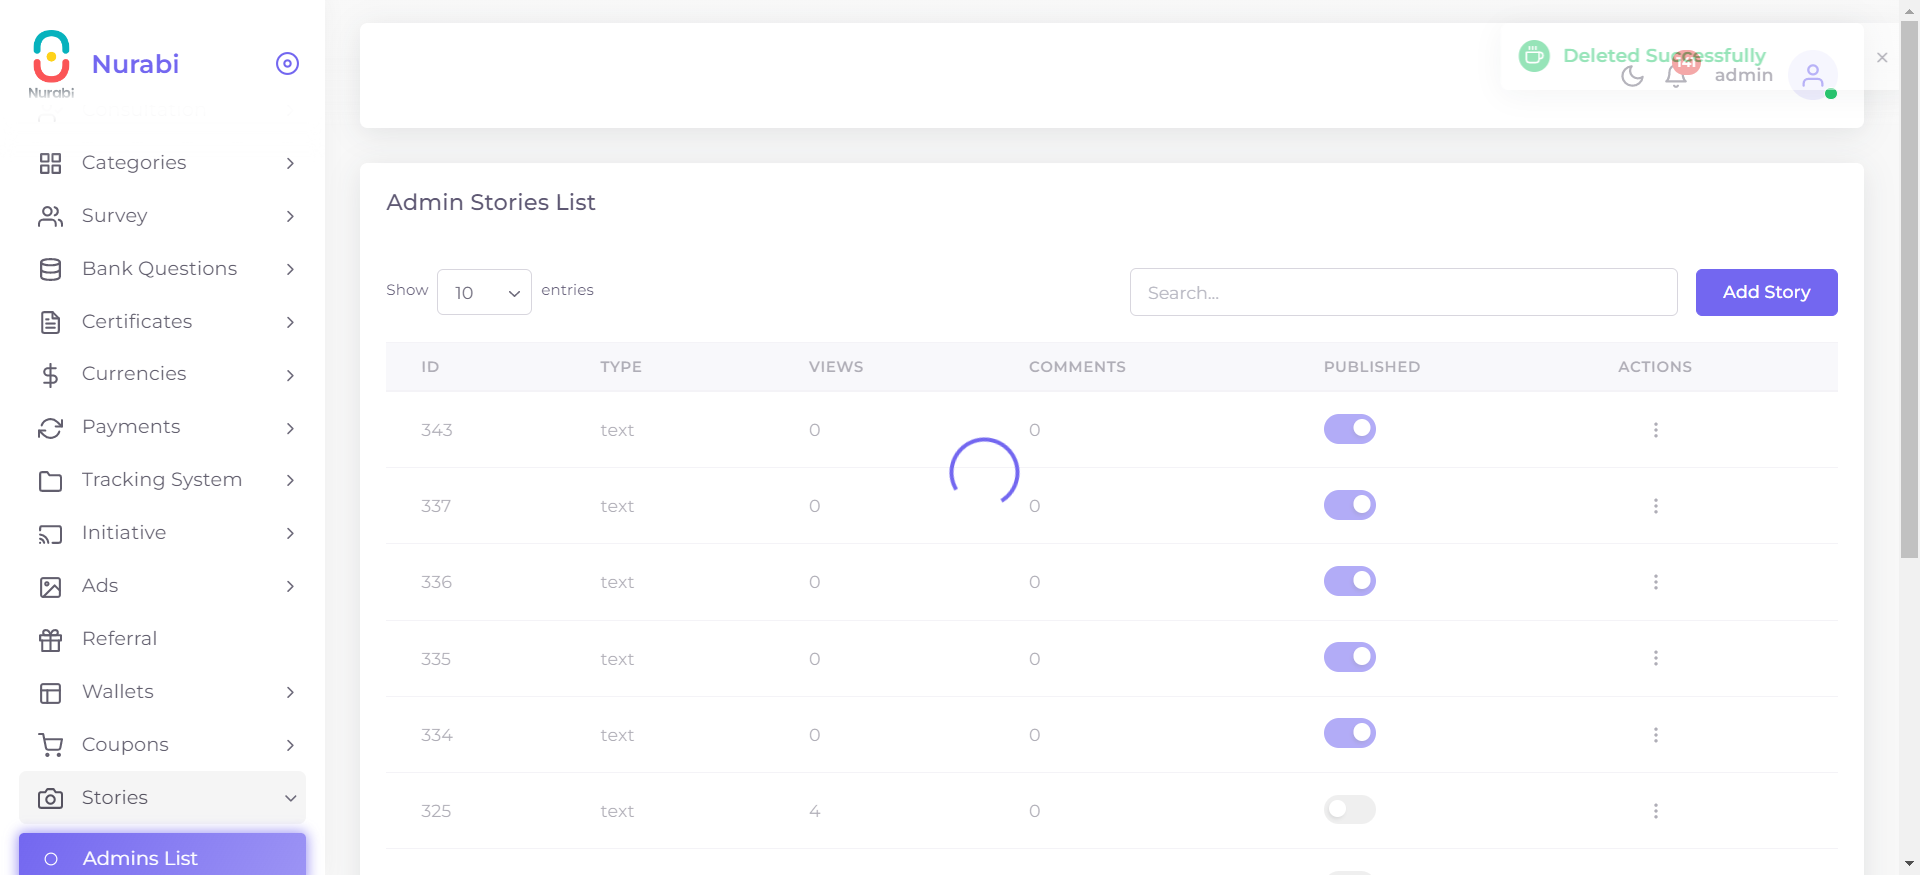 Nurabi
Nurabi
Categories
Survey
Bank Questions
Certificates
Currencies
Payments
Tracking System
Initiative
Ads
Referral
Wallets
Coupons
Stories
Admins List
Deleted Successfully
141
admin
Admin Stories List
Show 10 entries
Search...
Add Story
ID TYPE VIEWS COMMENTS PUBLISHED ACTIONS
343 text 0 0
337 text 0 0
336 text 0 0
335 text 0 0
334 text 0 0
325 text 4 0